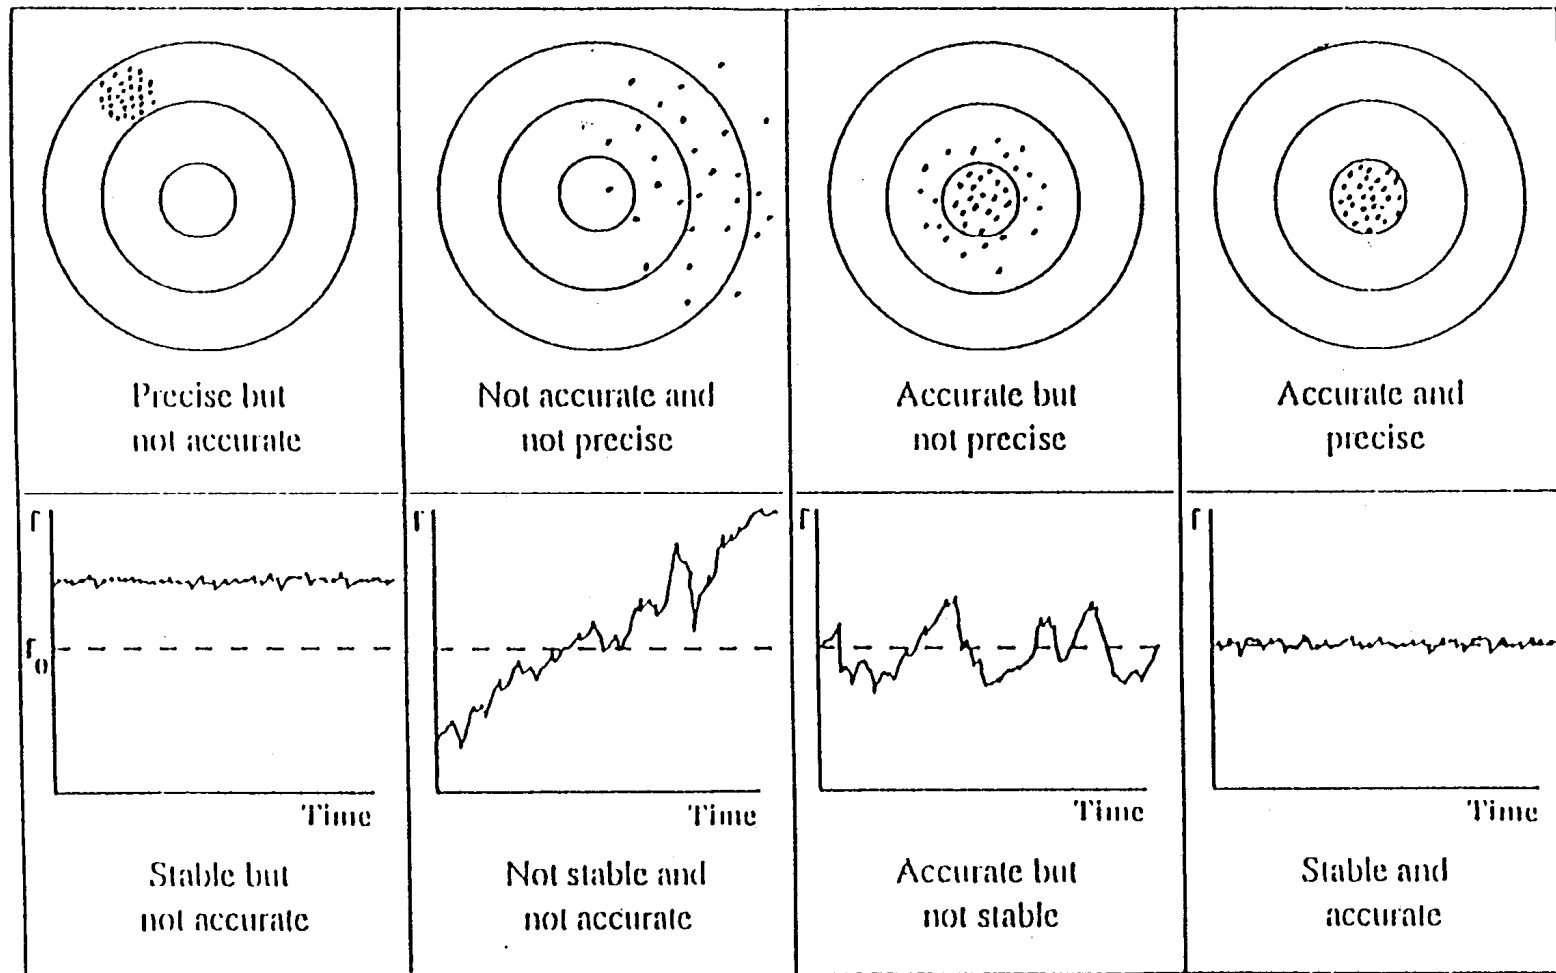 Precise but
not accurate
Not accurate and
not precise
Accurate but
not precise
Accurate and
precise
f
f0
Time
f
Time
f
Time
f
Time
Stable but
not accurate
Not stable and
not accurate
Accurate but
not stable
Stable and
accurate